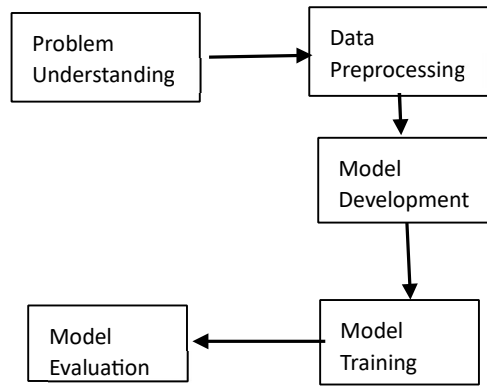 Problem
Understanding
Data
Preprocessing
Model
Development
Model
Training
Model
Evaluation